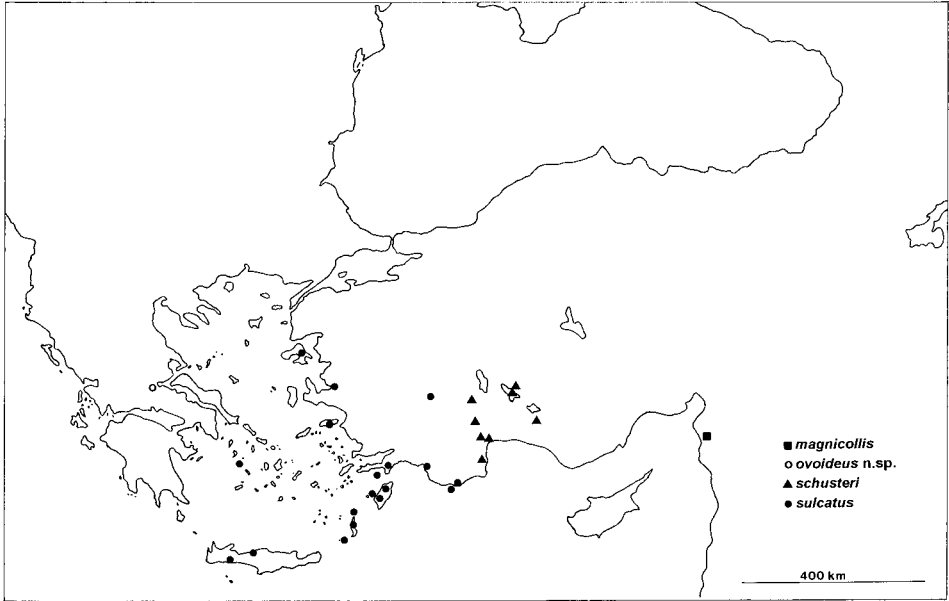 magnicollis
ovoideus n.sp.
schusteri
sulcatus
400 km